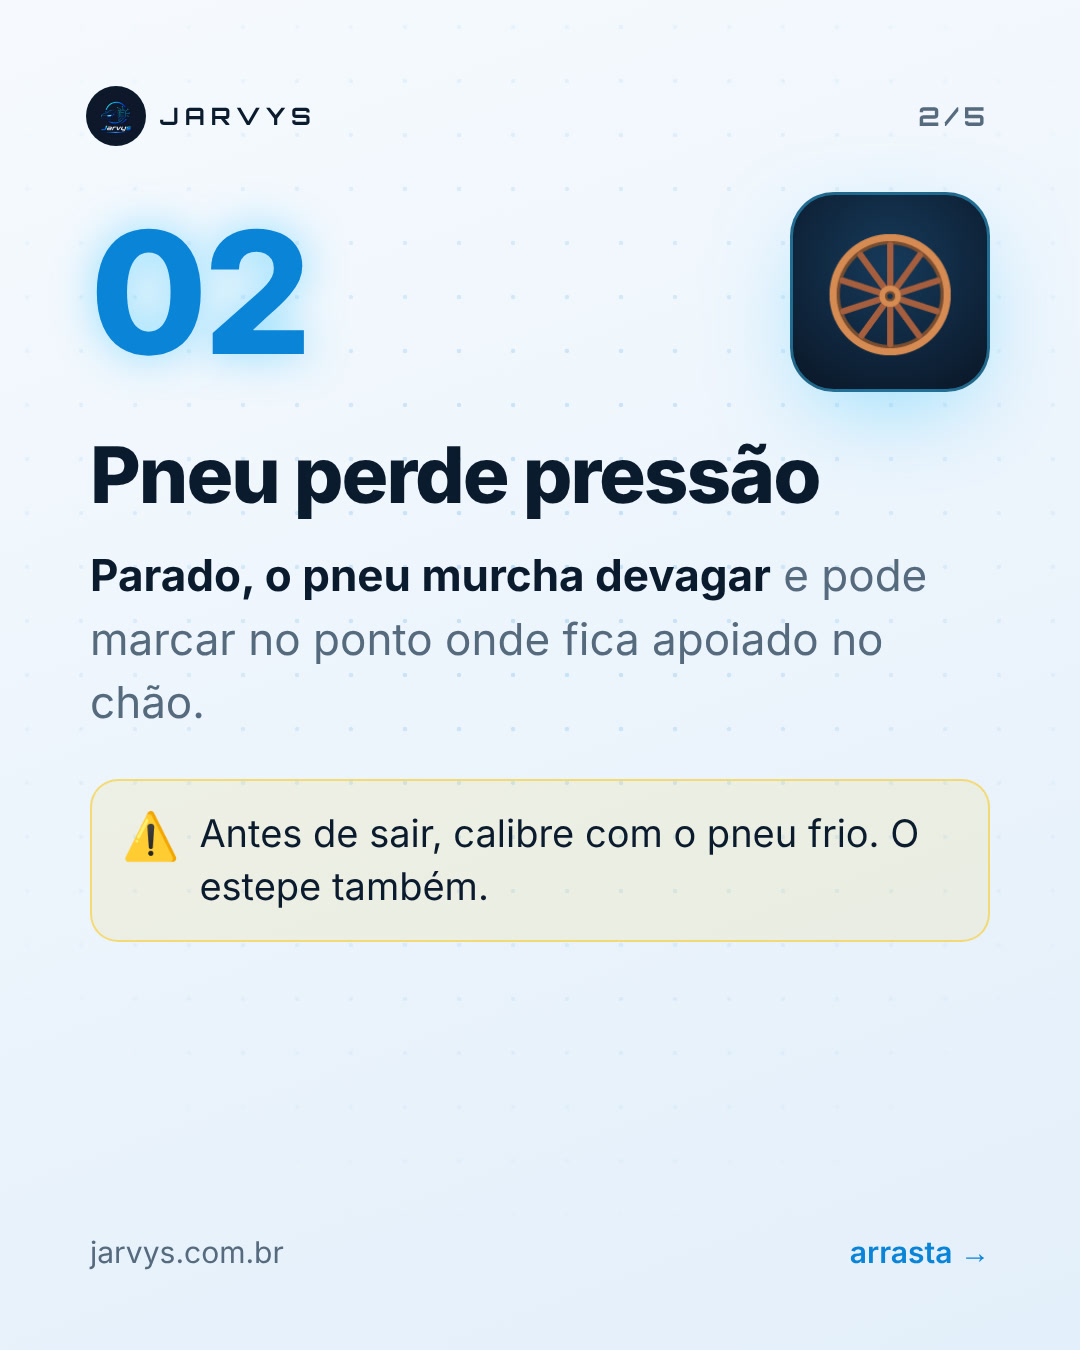 Jarvys
JARVYS
2/5
02
Pneu perde pressão
Parado, o pneu murcha devagar e pode
marcar no ponto onde fica apoiado no
chão.
⚠️ Antes de sair, calibre com o pneu frio. O
estepe também.
jarvys.com.br
arrasta →